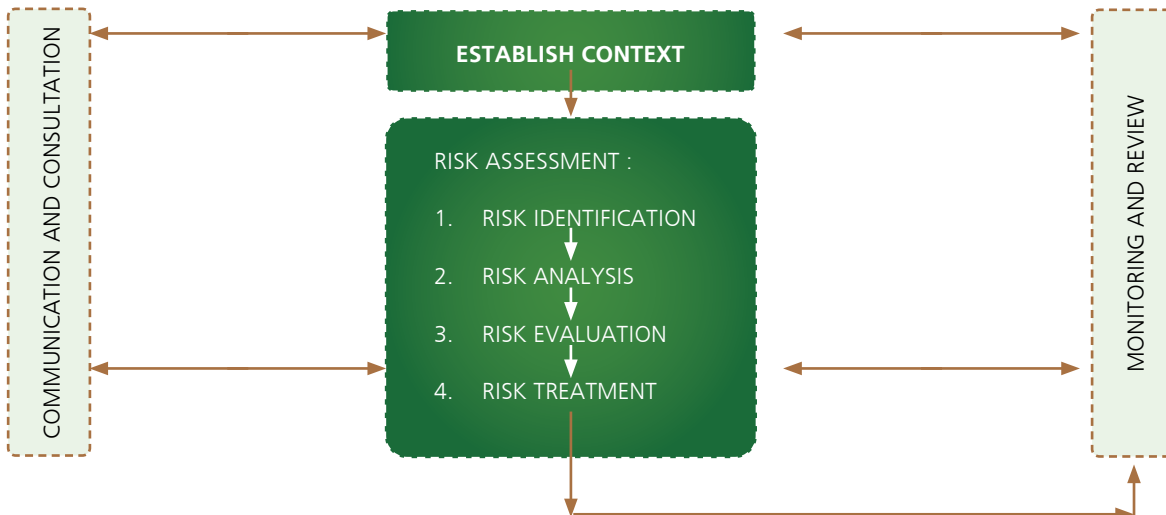 COMMUNICATION AND CONSULTATION
ESTABLISH CONTEXT
RISK ASSESSMENT :
1. RISK IDENTIFICATION
2. RISK ANALYSIS
3. RISK EVALUATION
4. RISK TREATMENT
MONITORING AND REVIEW